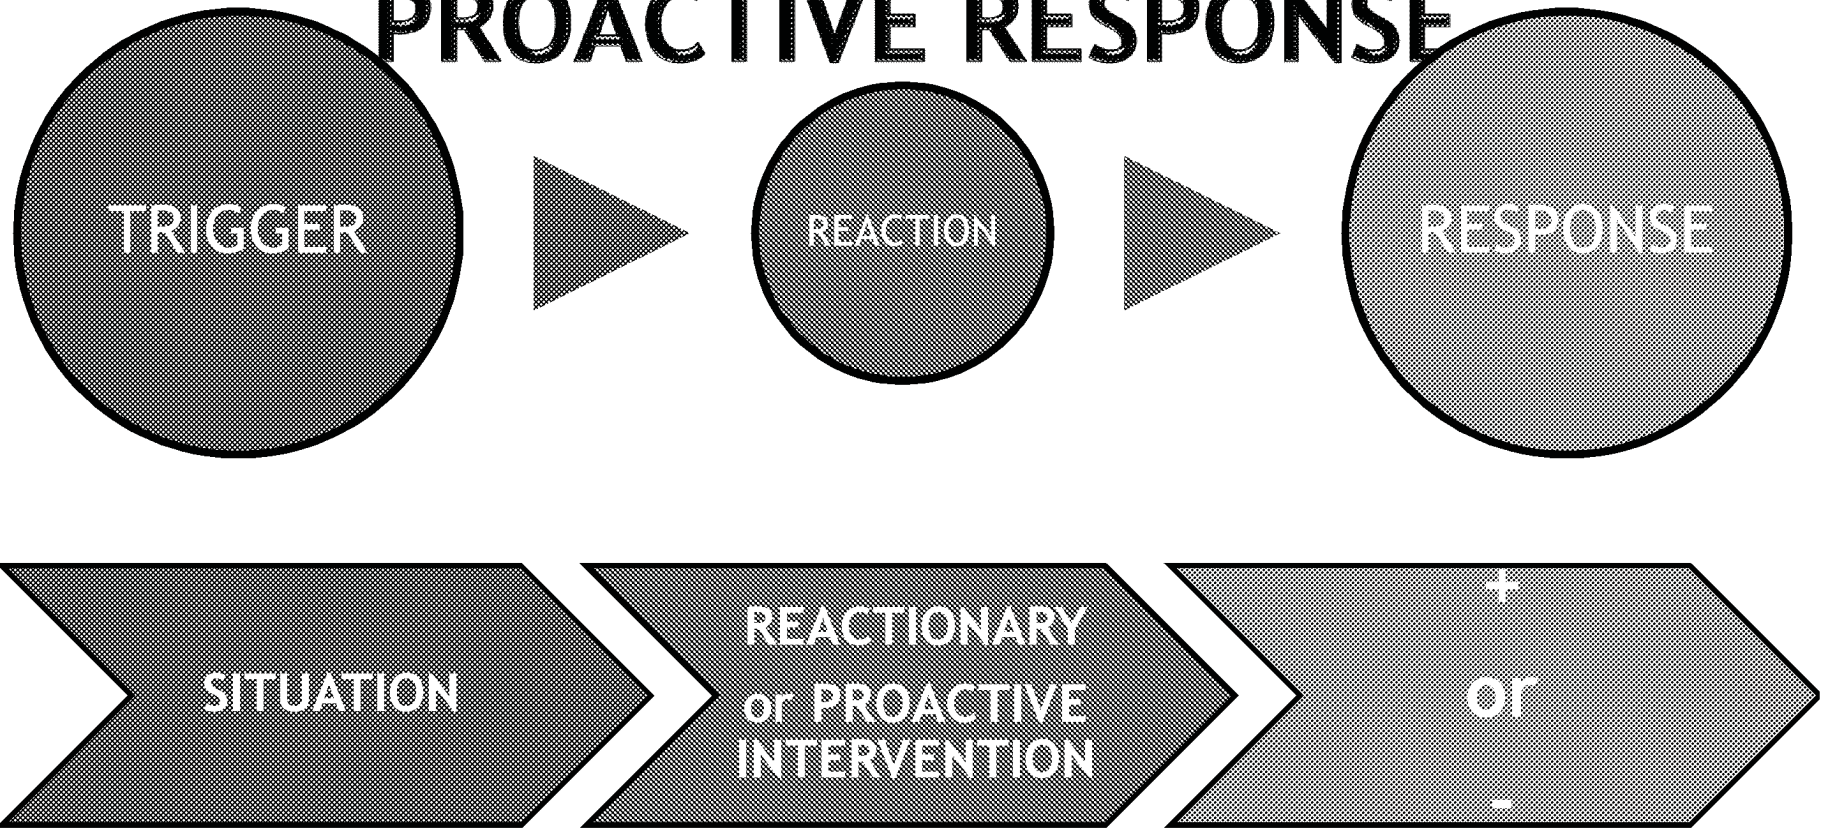 PROACTIVE RESPONSE
TRIGGER
REACTION
RESPONSE
SITUATION
REACTIONARY
or PROACTIVE
INTERVENTION
+
or
-